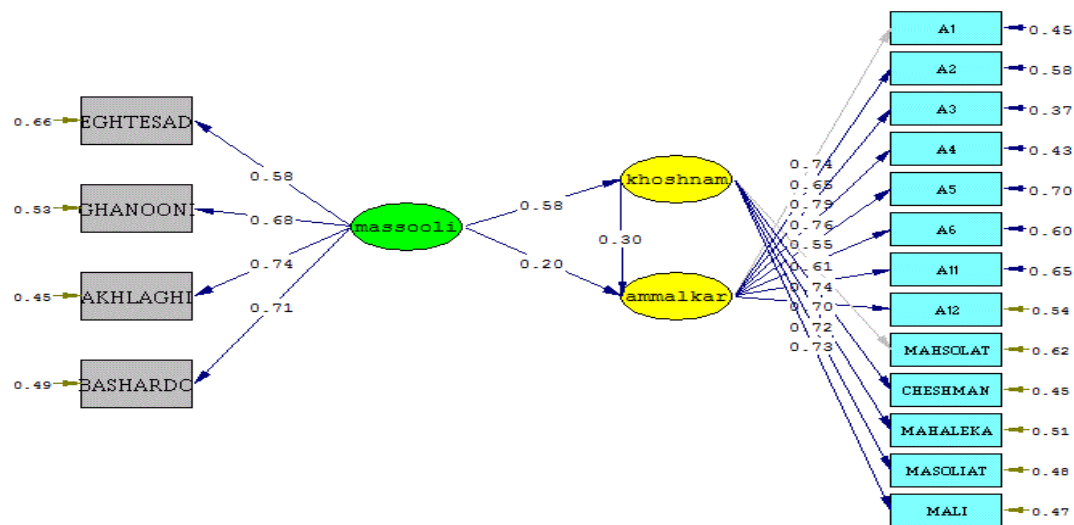 0.66 EGHTESAD
0.53 GHANOONI
0.45 AKHLAGHI
0.49 BASHARDO
0.58
0.68
0.74
0.71
massooli
0.58
0.20
khoshnam
0.30
ammalkar
0.74
0.65
0.79
0.76
0.55
0.61
0.74
0.70
0.72
0.73
A1 0.45
A2 0.58
A3 0.37
A4 0.43
A5 0.70
A6 0.60
A11 0.65
A12 0.54
MAHSOLAT 0.62
CHESHMAN 0.45
MAHALEKA 0.51
MASOLIAT 0.48
MALI 0.47